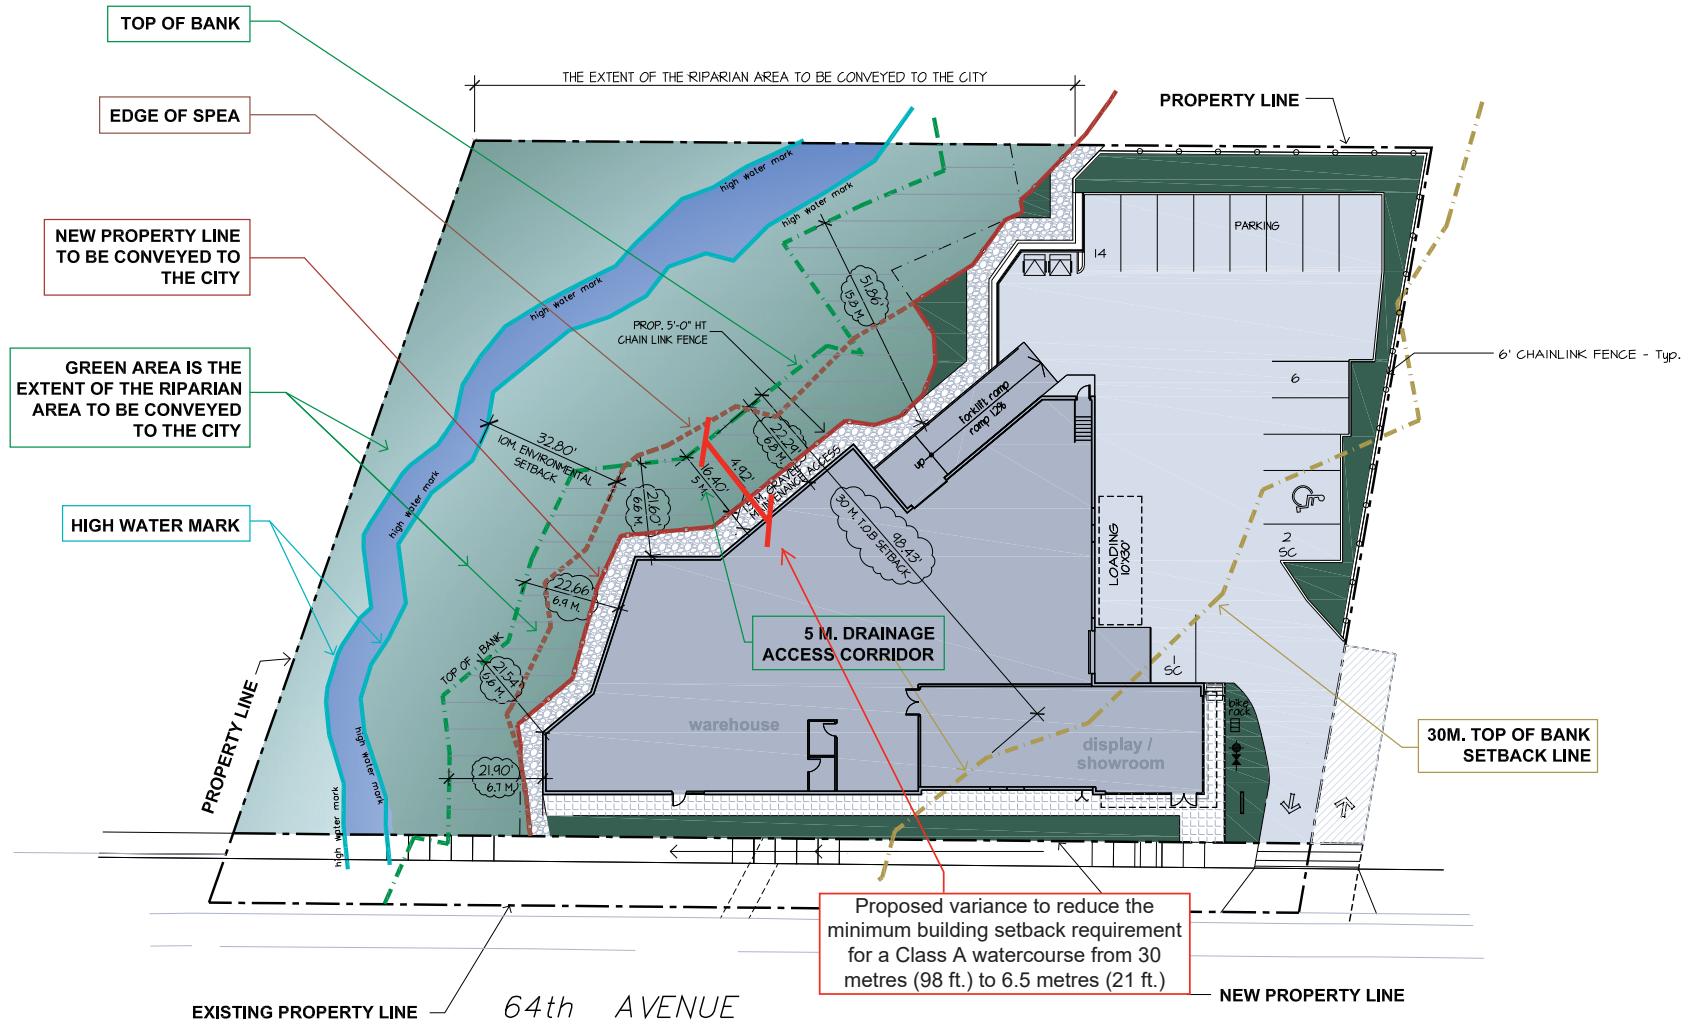 TOP OF BANK
THE EXTENT OF THE RIPARIAN AREA TO BE CONVEYED TO THE CITY
PROPERTY LINE
EDGE OF SPEA
high water mark
high water mark
PARKING
14
NEW PROPERTY LINE
TO BE CONVEYED TO
THE CITY
high water mark
51.86'
15.8 M.
PROP. 5'-0" HT
CHAIN LINK FENCE
6' CHAINLINK FENCE - Typ.
GREEN AREA IS THE
EXTENT OF THE RIPARIAN
AREA TO BE CONVEYED
TO THE CITY
forklift ramp
ramp 12%
up
6
32.80'
10M. ENVIRONMENTAL
SETBACK
22.29'
6.8 M.
4.92'
GRAVEL
MAINTENANCE ACCESS
16.40'
5 M.
21.60'
6.6 M.
98.43'
30 M. T.O.B SETBACK
HIGH WATER MARK
high water mark
LOADING
10'X30'
2
SC
22.66'
6.9 M.
5 M. DRAINAGE
ACCESS CORRIDOR
TOP OF BANK
21.54'
6.6 M.
1
SC
PROPERTY LINE
warehouse
display /
showroom
bike
rack
30M. TOP OF BANK
SETBACK LINE
21.90'
6.7 M
high water mark
high water mark
Proposed variance to reduce the
minimum building setback requirement
for a Class A watercourse from 30
metres (98 ft.) to 6.5 metres (21 ft.)
EXISTING PROPERTY LINE
64th AVENUE
NEW PROPERTY LINE